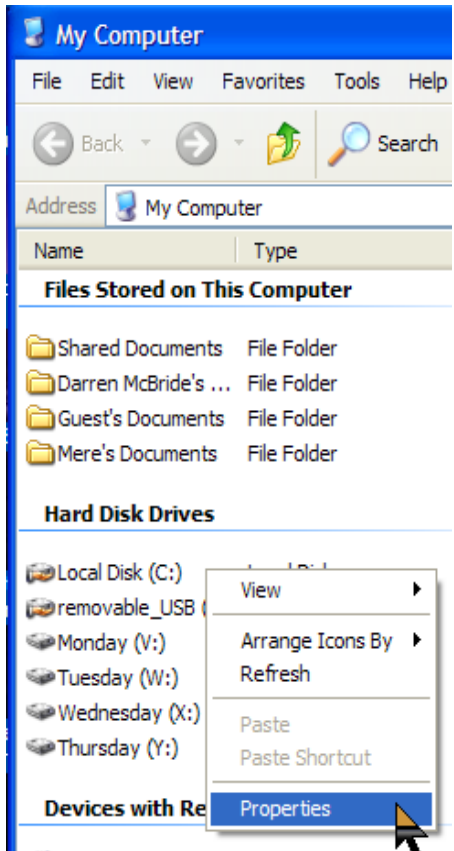 My Computer
File Edit View Favorites Tools Help
Back Search
Address My Computer
Name Type
Files Stored on This Computer
Shared Documents File Folder
Darren McBride's ... File Folder
Guest's Documents File Folder
Mere's Documents File Folder
Hard Disk Drives
Local Disk (C:)
removable_USB (
Monday (V:)
Tuesday (W:)
Wednesday (X:)
Thursday (Y:)
Devices with Re
View
Arrange Icons By
Refresh
Paste
Paste Shortcut
Properties